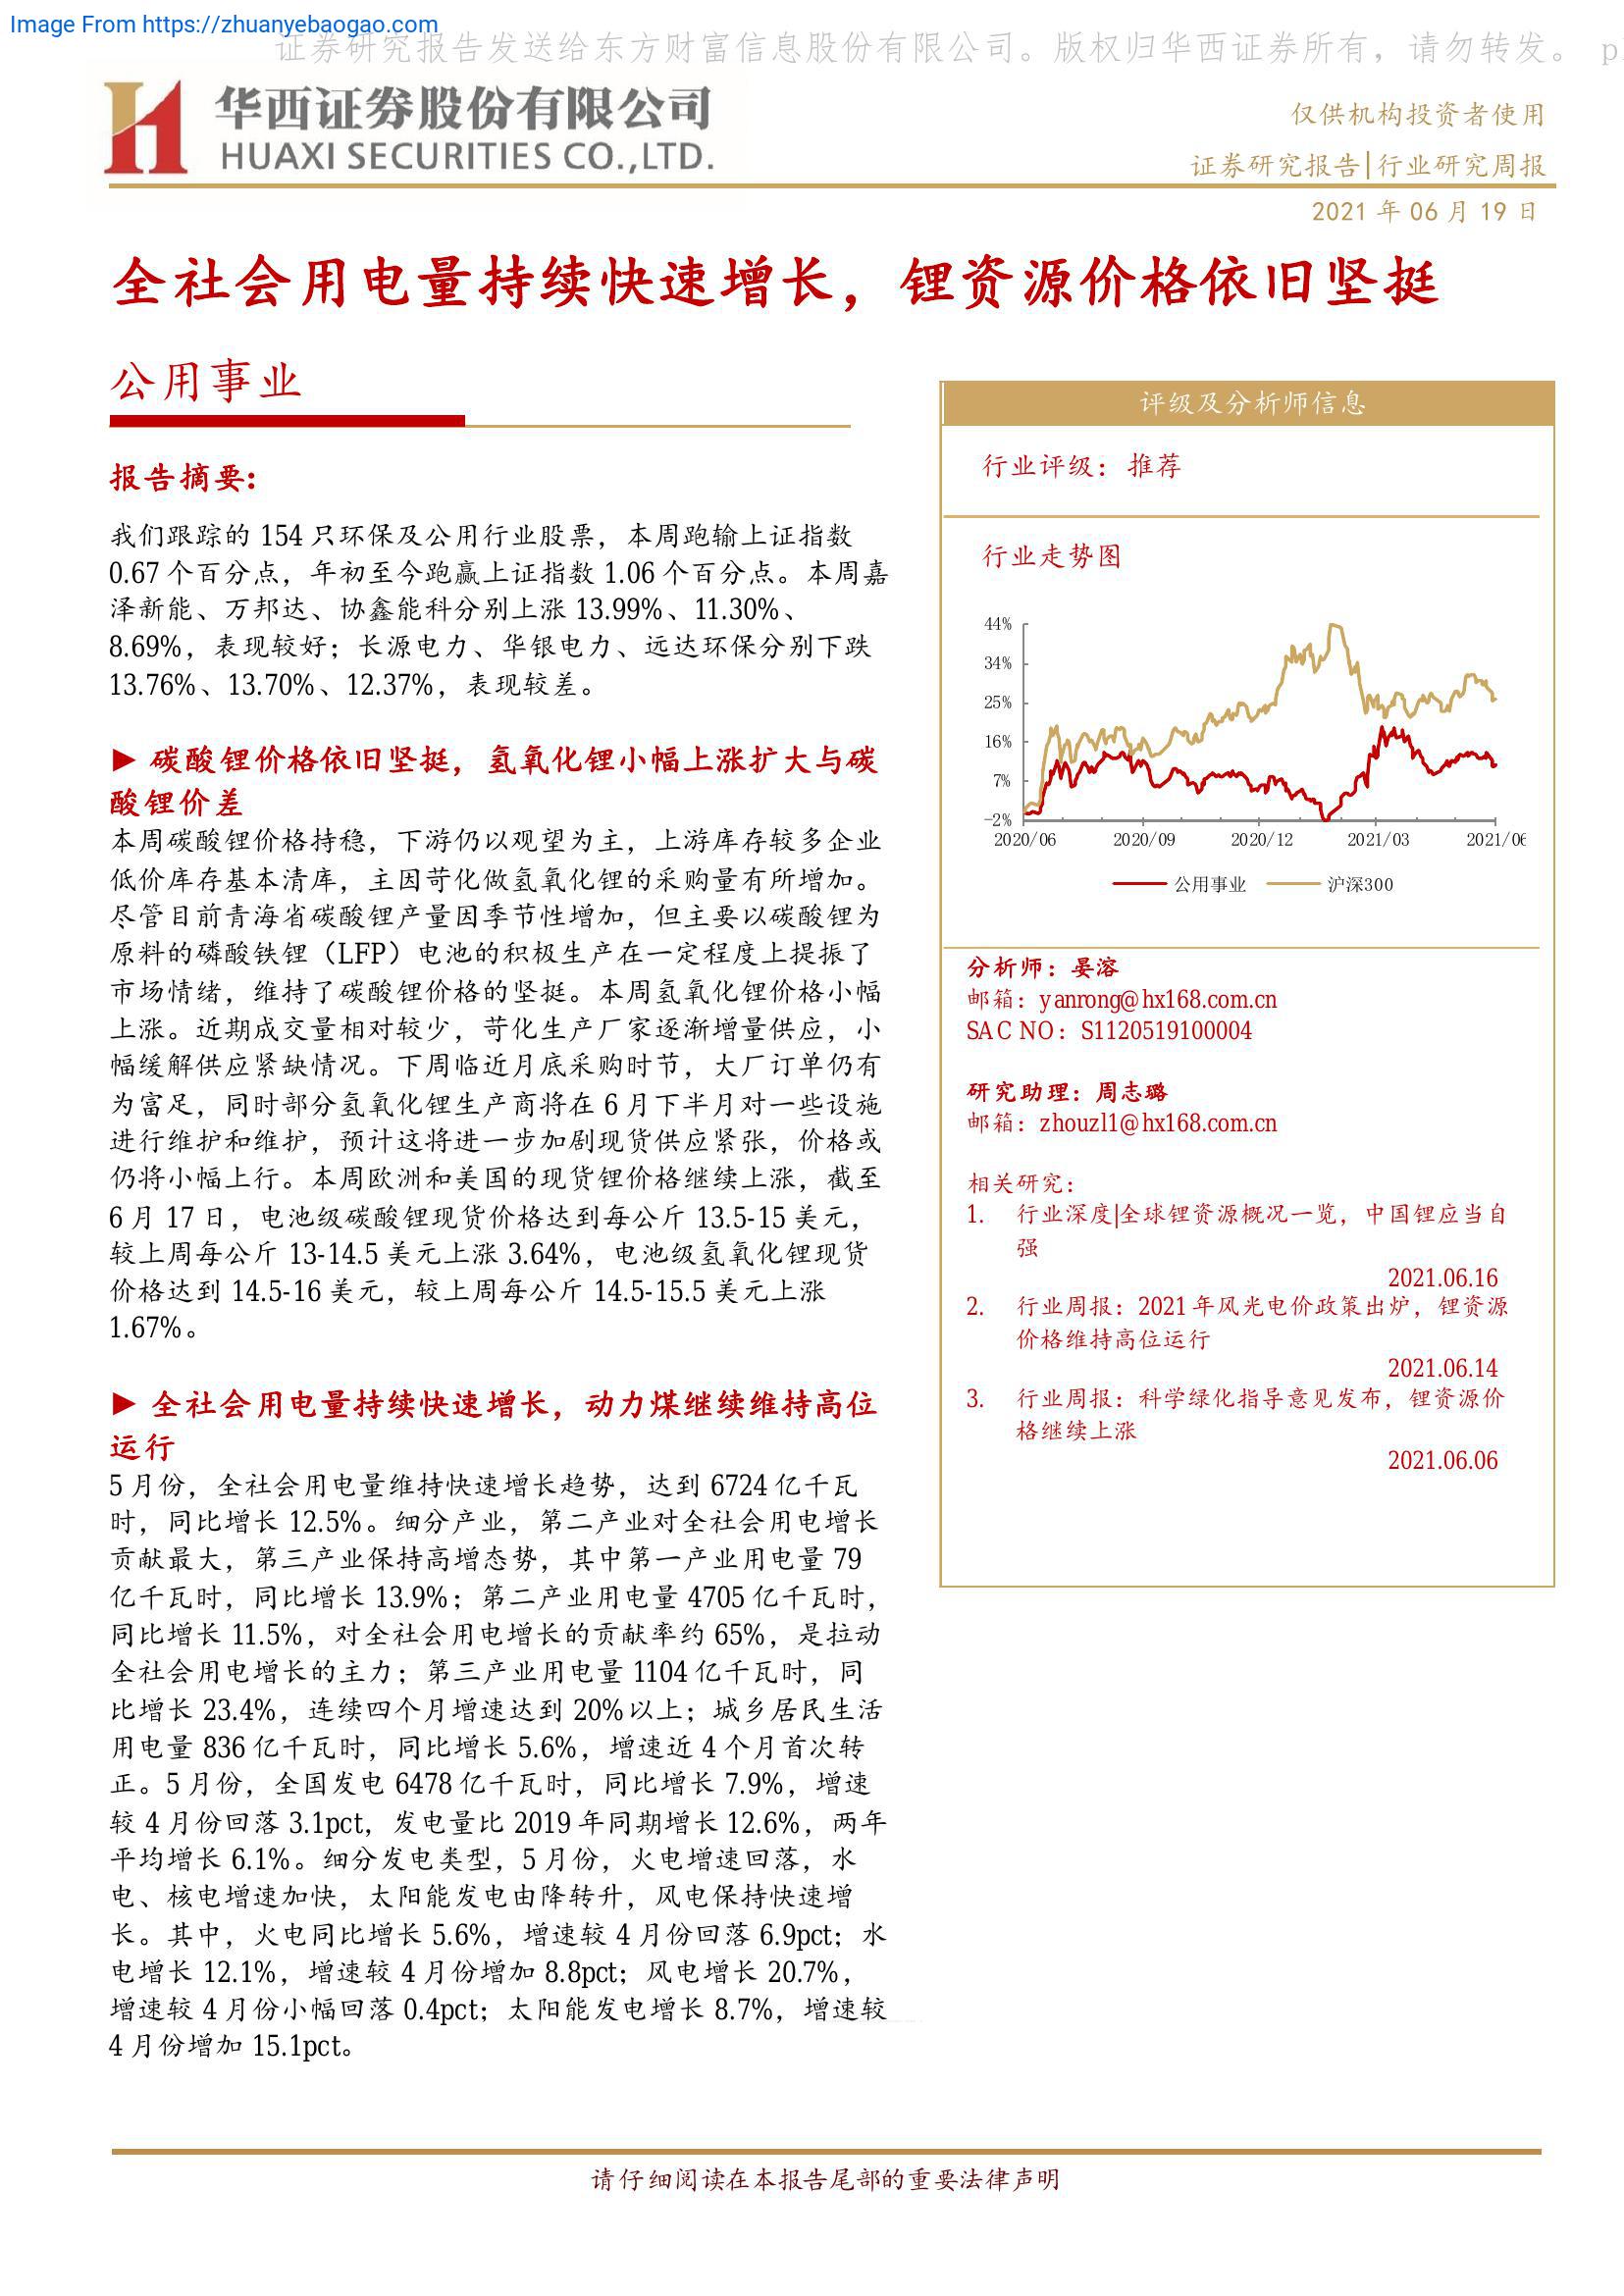 Image From https://zhuanyebaogao.com
证券研究报告发送给东方财富信息股份有限公司。版权归华西证券所有，请勿转发。 p
华西证券股份有限公司
HUAXI SECURITIES CO.,LTD.
仅供机构投资者使用
证券研究报告|行业研究周报
2021 年 06 月 19 日
全社会用电量持续快速增长，锂资源价格依旧坚挺
公用事业
报告摘要:
我们跟踪的 154 只环保及公用行业股票，本周跑输上证指数
0.67 个百分点，年初至今跑赢上证指数 1.06 个百分点。本周嘉
泽新能、万邦达、协鑫能科分别上涨 13.99%、11.30%、
8.69%，表现较好；长源电力、华银电力、远达环保分别下跌
13.76%、13.70%、12.37%，表现较差。
► 碳酸锂价格依旧坚挺，氢氧化锂小幅上涨扩大与碳
酸锂价差
本周碳酸锂价格持稳，下游仍以观望为主，上游库存较多企业
低价库存基本清库，主因苛化做氢氧化锂的采购量有所增加。
尽管目前青海省碳酸锂产量因季节性增加，但主要以碳酸锂为
原料的磷酸铁锂（LFP）电池的积极生产在一定程度上提振了
市场情绪，维持了碳酸锂价格的坚挺。本周氢氧化锂价格小幅
上涨。近期成交量相对较少，苛化生产厂家逐渐增量供应，小
幅缓解供应紧缺情况。下周临近月底采购时节，大厂订单仍有
为富足，同时部分氢氧化锂生产商将在 6 月下半月对一些设施
进行维护和维护，预计这将进一步加剧现货供应紧张，价格或
仍将小幅上行。本周欧洲和美国的现货锂价格继续上涨，截至
6 月 17 日，电池级碳酸锂现货价格达到每公斤 13.5-15 美元，
较上周每公斤 13-14.5 美元上涨 3.64%，电池级氢氧化锂现货
价格达到 14.5-16 美元，较上周每公斤 14.5-15.5 美元上涨
1.67%。
► 全社会用电量持续快速增长，动力煤继续维持高位
运行
5 月份，全社会用电量维持快速增长趋势，达到 6724 亿千瓦
时，同比增长 12.5%。细分产业，第二产业对全社会用电增长
贡献最大，第三产业保持高增态势，其中第一产业用电量 79
亿千瓦时，同比增长 13.9%；第二产业用电量 4705 亿千瓦时，
同比增长 11.5%，对全社会用电增长的贡献率约 65%，是拉动
全社会用电增长的主力；第三产业用电量 1104 亿千瓦时，同
比增长 23.4%，连续四个月增速达到 20%以上；城乡居民生活
用电量 836 亿千瓦时，同比增长 5.6%，增速近 4 个月首次转
正。5 月份，全国发电 6478 亿千瓦时，同比增长 7.9%，增速
较 4 月份回落 3.1pct，发电量比 2019 年同期增长 12.6%，两年
平均增长 6.1%。细分发电类型，5 月份，火电增速回落，水
电、核电增速加快，太阳能发电由降转升，风电保持快速增
长。其中，火电同比增长 5.6%，增速较 4 月份回落 6.9pct；水
电增长 12.1%，增速较 4 月份增加 8.8pct；风电增长 20.7%，
增速较 4 月份小幅回落 0.4pct；太阳能发电增长 8.7%，增速较
4 月份增加 15.1pct。
评级及分析师信息
行业评级：推荐
行业走势图
44%
34%
25%
16%
7%
-2%
2020/06 2020/09 2020/12 2021/03 2021/06
公用事业 沪深300
分析师：晏溶
邮箱：yanrong@hx168.com.cn
SAC NO：S1120519100004
研究助理：周志璐
邮箱：zhouzl1@hx168.com.cn
相关研究：
1. 行业深度|全球锂资源概况一览，中国锂应当自
强
2021.06.16
2. 行业周报：2021 年风光电价政策出炉，锂资源
价格维持高位运行
2021.06.14
3. 行业周报：科学绿化指导意见发布，锂资源价
格继续上涨
2021.06.06
请仔细阅读在本报告尾部的重要法律声明